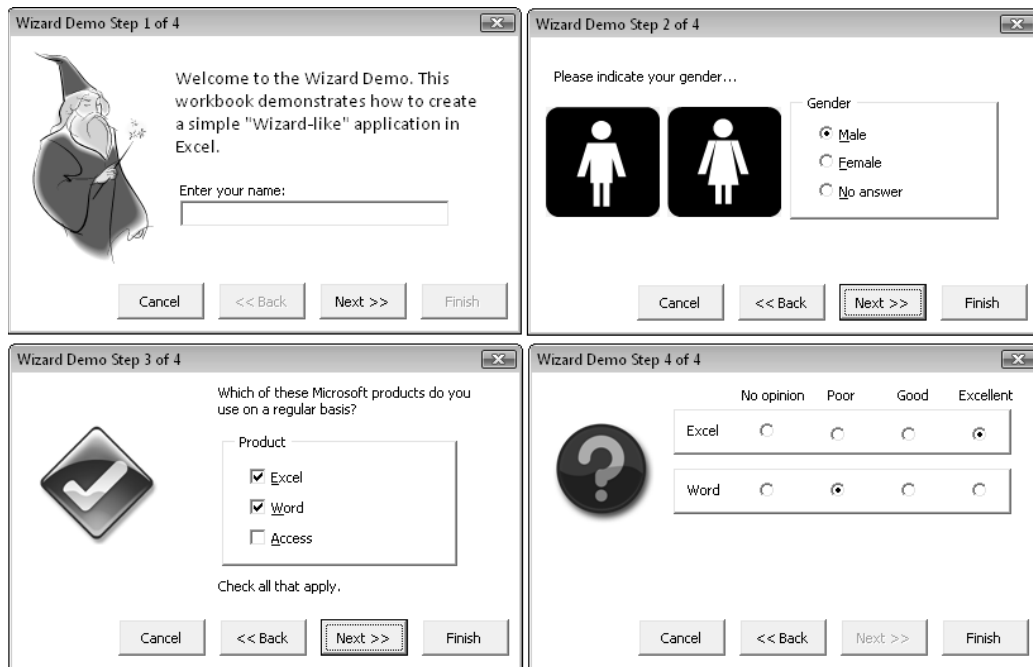 Wizard Demo Step 1 of 4
Welcome to the Wizard Demo. This
workbook demonstrates how to create
a simple "Wizard-like" application in
Excel.
Enter your name:
Cancel
<< Back
Next >>
Finish
Wizard Demo Step 2 of 4
Please indicate your gender...
Gender
Male
Female
No answer
Cancel
<< Back
Next >>
Finish
Wizard Demo Step 3 of 4
Which of these Microsoft products do you
use on a regular basis?
Product
Excel
Word
Access
Check all that apply.
Cancel
<< Back
Next >>
Finish
Wizard Demo Step 4 of 4
No opinion Poor Good Excellent
Excel
Word
Cancel
<< Back
Next >>
Finish